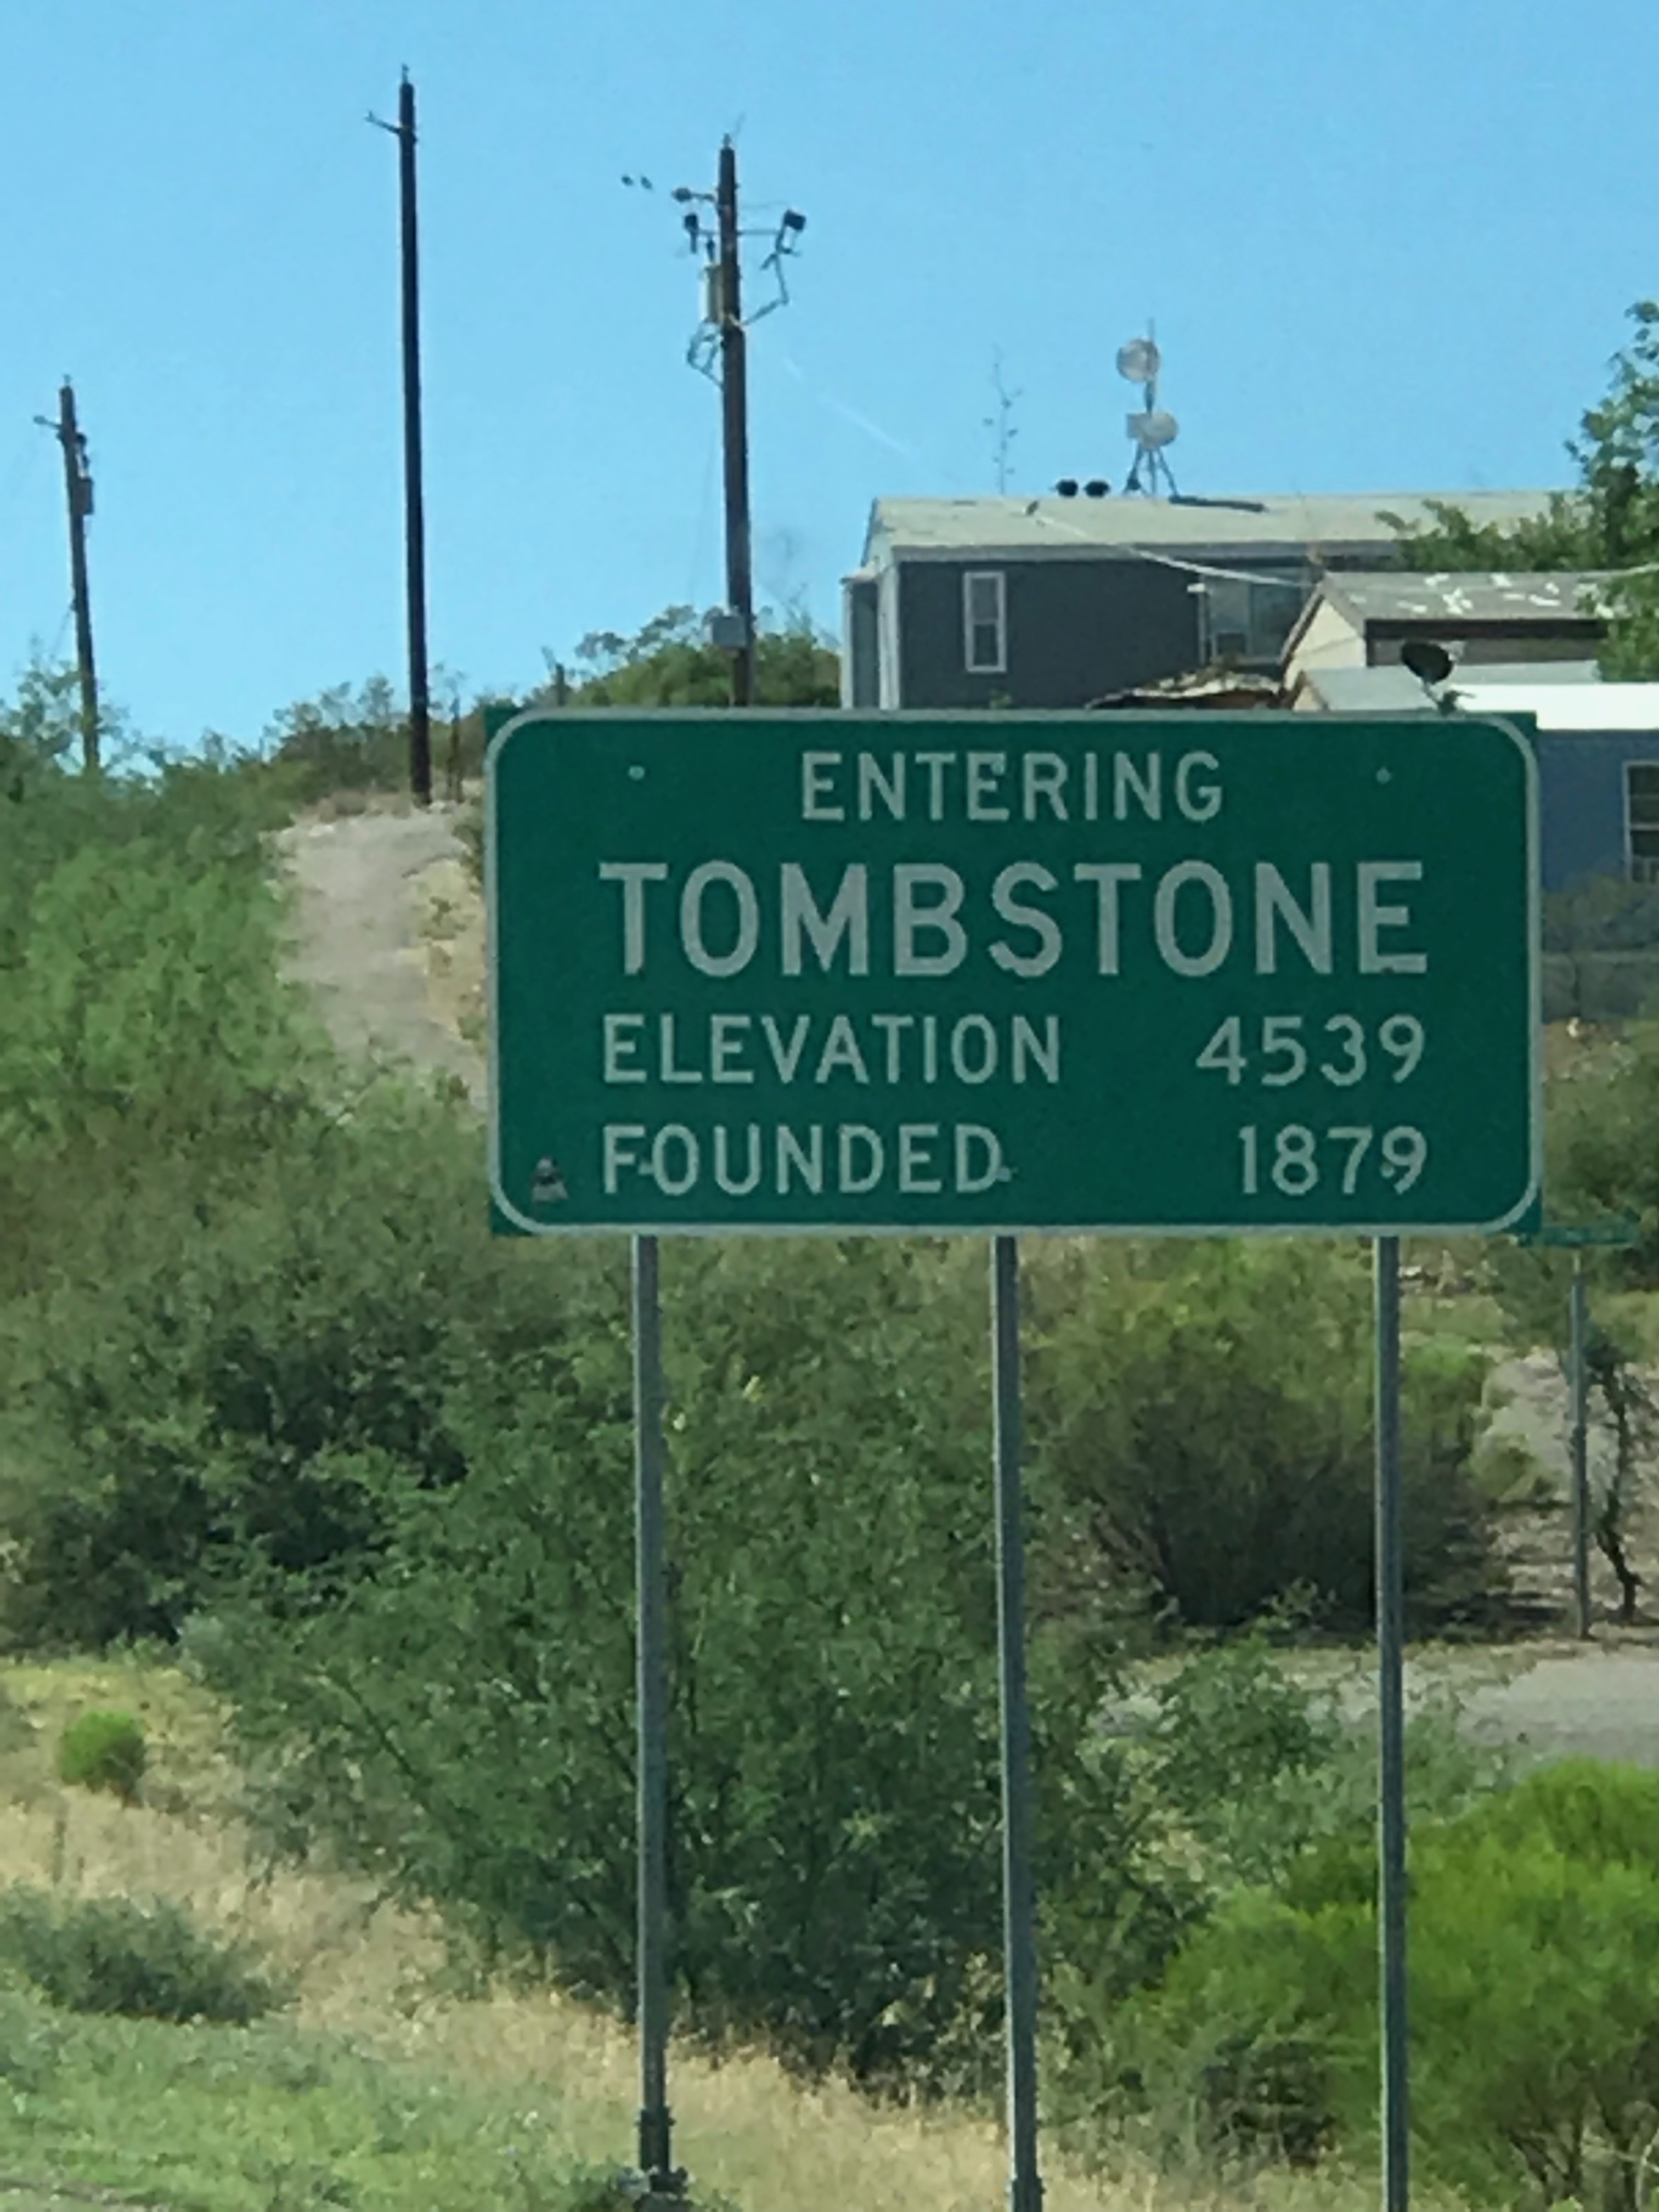 ENTERING
TOMBSTONE
ELEVATION 4539
FOUNDED 1879